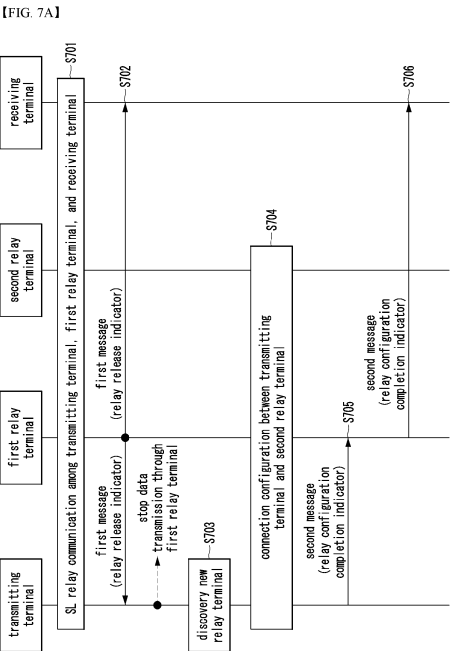 【FIG. 7A】
transmitting
terminal
first relay
terminal
second relay
terminal
receiving
terminal
SL relay communication among transmitting terminal, first relay terminal, and receiving terminal
S701
first message
(relay release indicator)
first message
(relay release indicator)
S702
stop data
transmission through
first relay terminal
discovery new
relay terminal
S703
connection configuration between transmitting
terminal and second relay terminal
S704
second message
(relay configuration
completion indicator)
S705
second message
(relay configuration
completion indicator)
S706